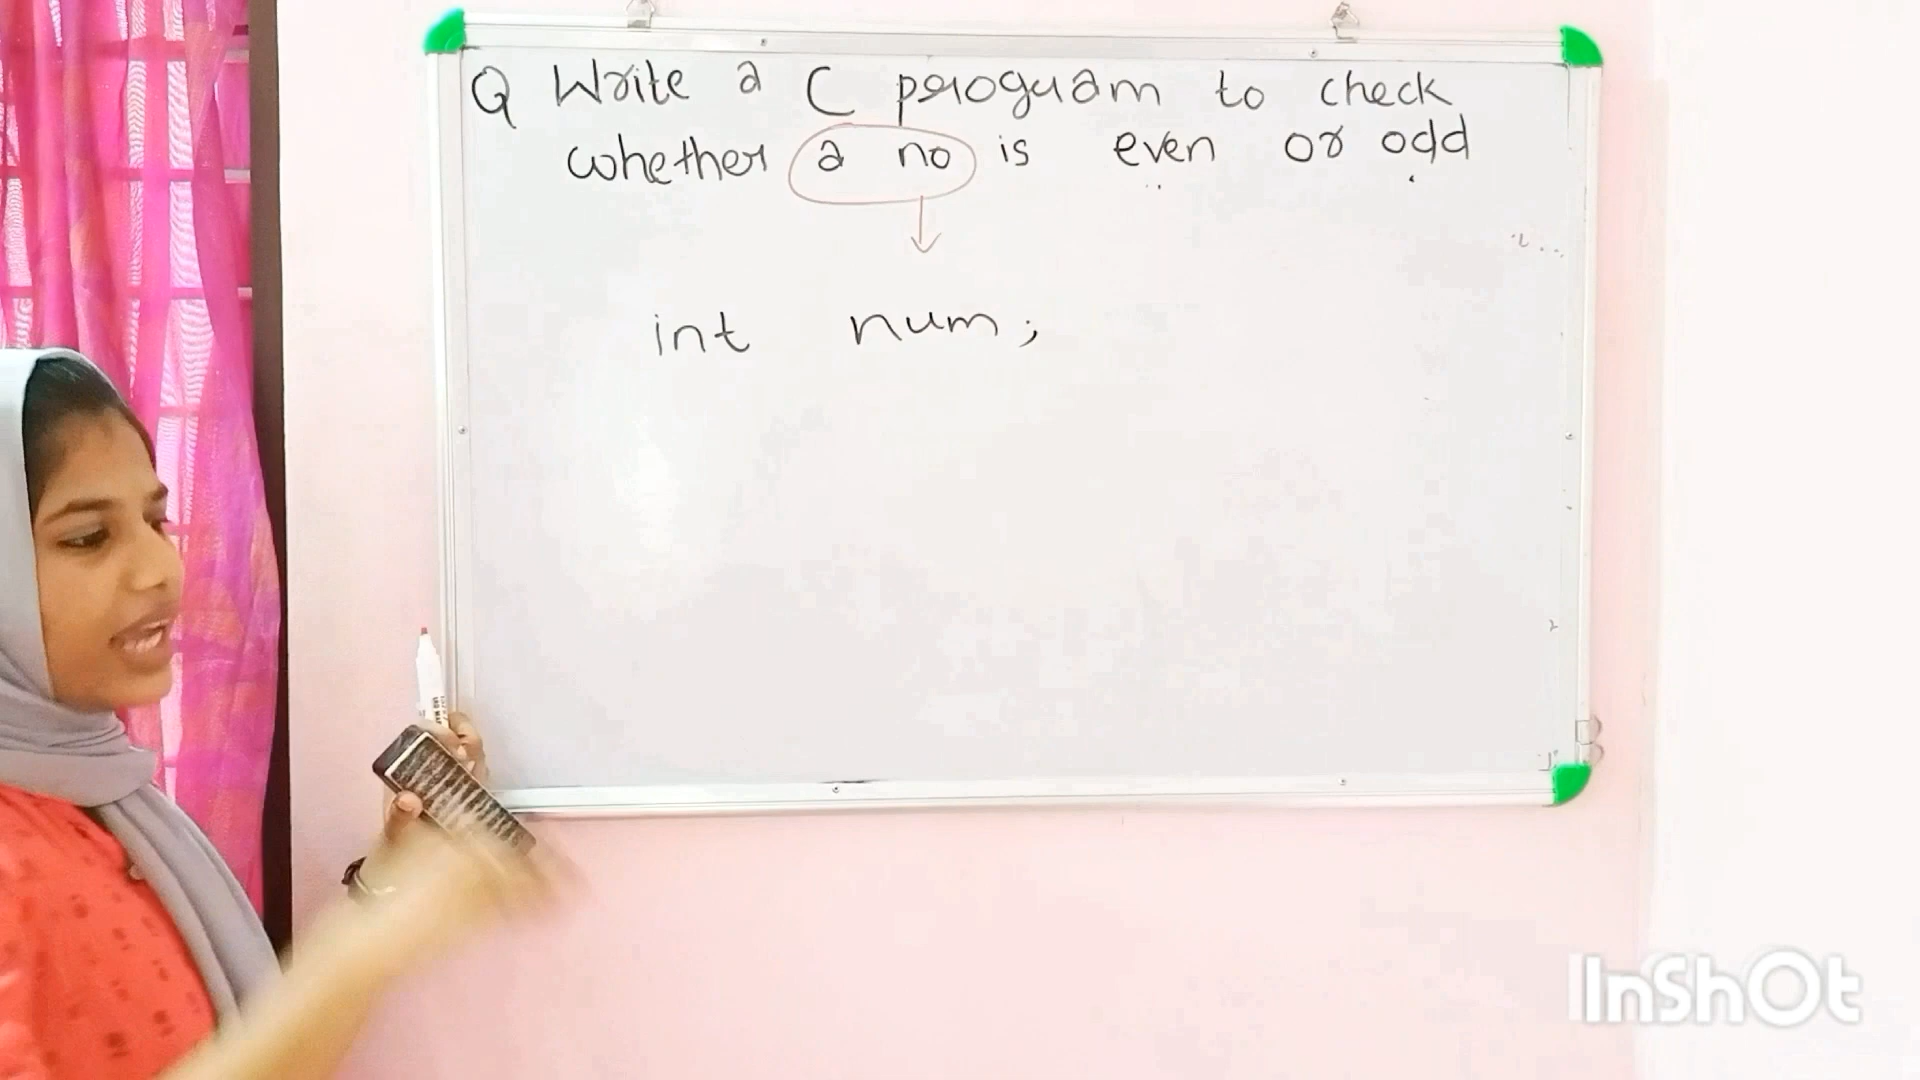 Q Write a C program to check
whether a no is even or odd
int num;
InShOt